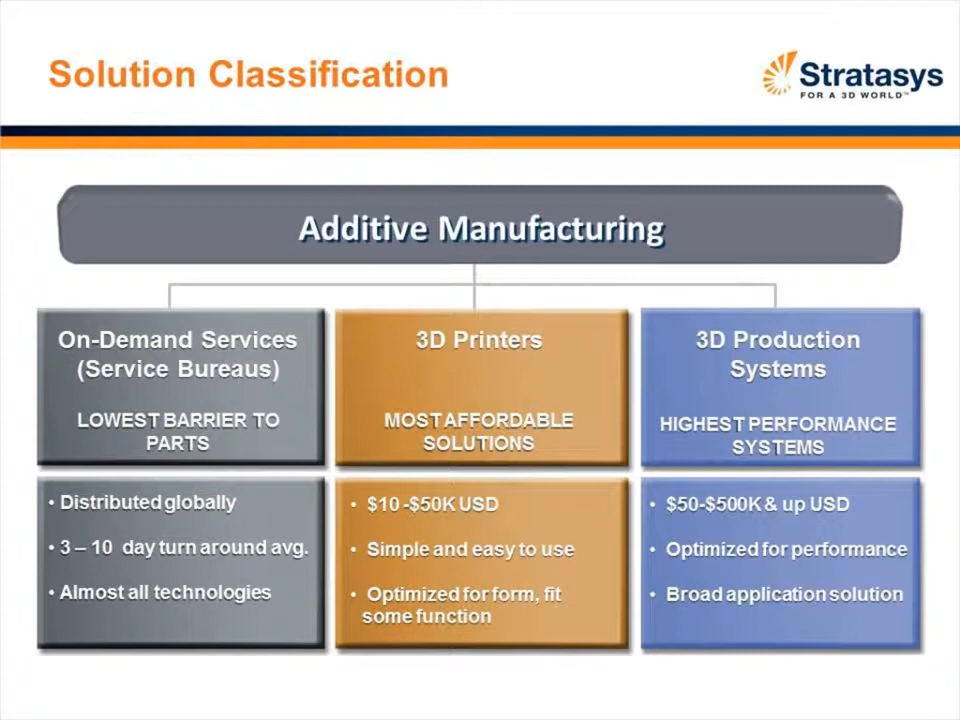 Solution Classification
Stratasys
FOR A 3D WORLD™
Additive Manufacturing
On-Demand Services
(Service Bureaus)
LOWEST BARRIER TO
PARTS
• Distributed globally
• 3 – 10 day turn around avg.
• Almost all technologies
3D Printers
MOST AFFORDABLE
SOLUTIONS
• $10 -$50K USD
• Simple and easy to use
• Optimized for form, fit
some function
3D Production
Systems
HIGHEST PERFORMANCE
SYSTEMS
• $50-$500K & up USD
• Optimized for performance
• Broad application solution